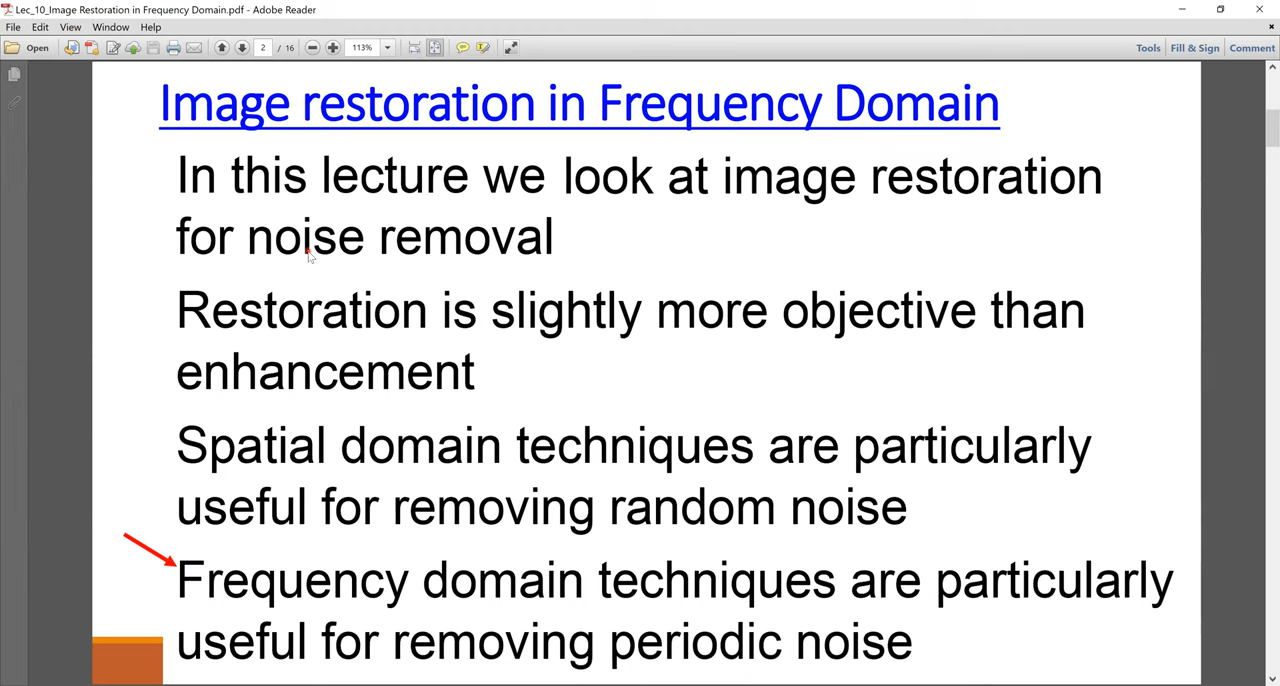 Lec_10_Image Restoration in Frequency Domain.pdf - Adobe Reader
File Edit View Window Help
Open 2 / 16 113% Tools Fill & Sign Comment
Image restoration in Frequency Domain
In this lecture we look at image restoration
for noise removal
Restoration is slightly more objective than
enhancement
Spatial domain techniques are particularly
useful for removing random noise
Frequency domain techniques are particularly
useful for removing periodic noise